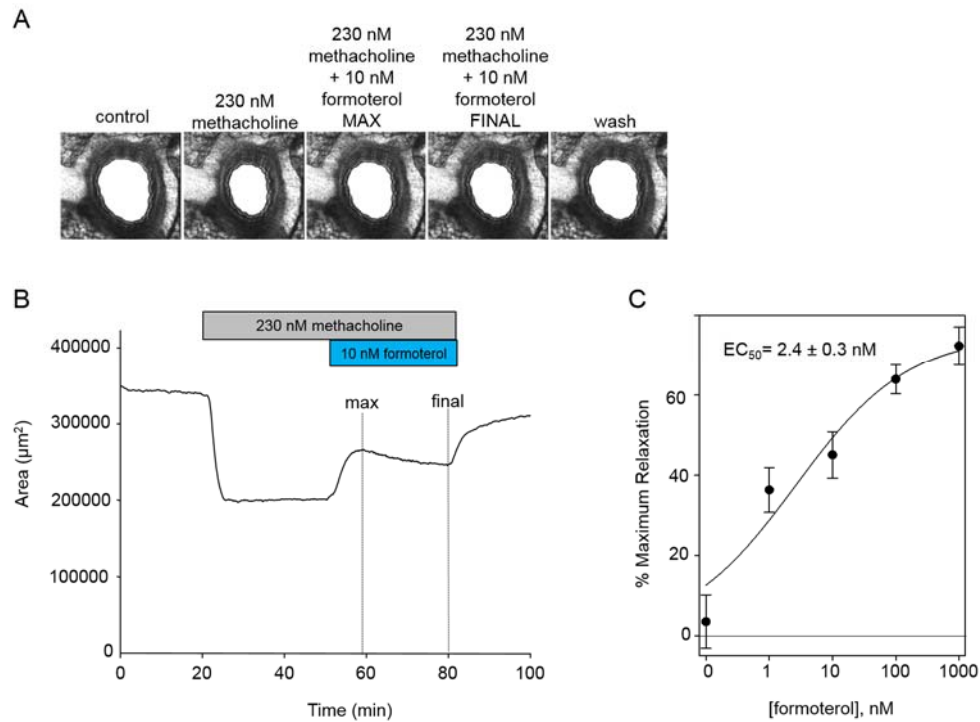 A
control
230 nM
methacholine
230 nM
methacholine
+ 10 nM
formoterol
MAX
230 nM
methacholine
+ 10 nM
formoterol
FINAL
wash
B
230 nM methacholine
10 nM formoterol
max
final
400000
300000
200000
100000
0
Area (µm²)
0 20 40 60 80 100
Time (min)
C
EC₅₀= 2.4 ± 0.3 nM
60
40
20
0
% Maximum Relaxation
0 1 10 100 1000
[formoterol], nM